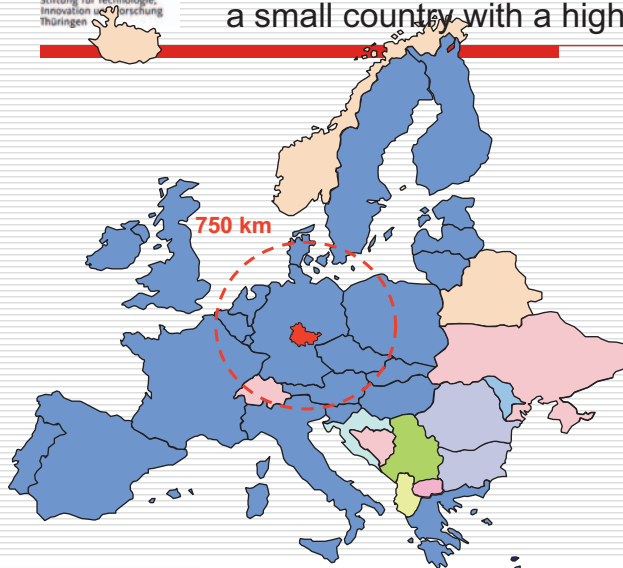 Stiftung für Technologie,
Innovation und Forschung
Thüringen
a small country with a high
750 km